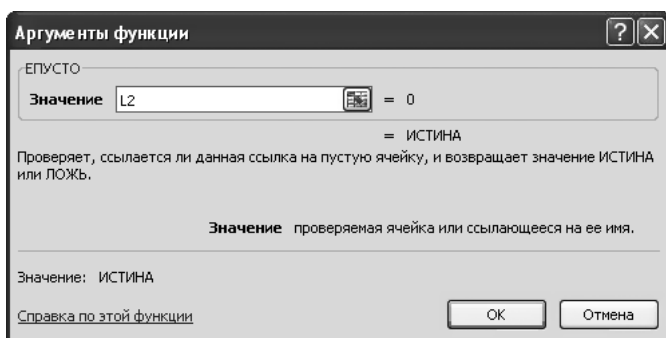 Аргументы функции
ЕПУСТО
Значение L2 = 0
= ИСТИНА
Проверяет, ссылается ли данная ссылка на пустую ячейку, и возвращает значение ИСТИНА
или ЛОЖЬ.
Значение проверяемая ячейка или ссылающееся на ее имя.
Значение: ИСТИНА
Справка по этой функции
ОК
Отмена